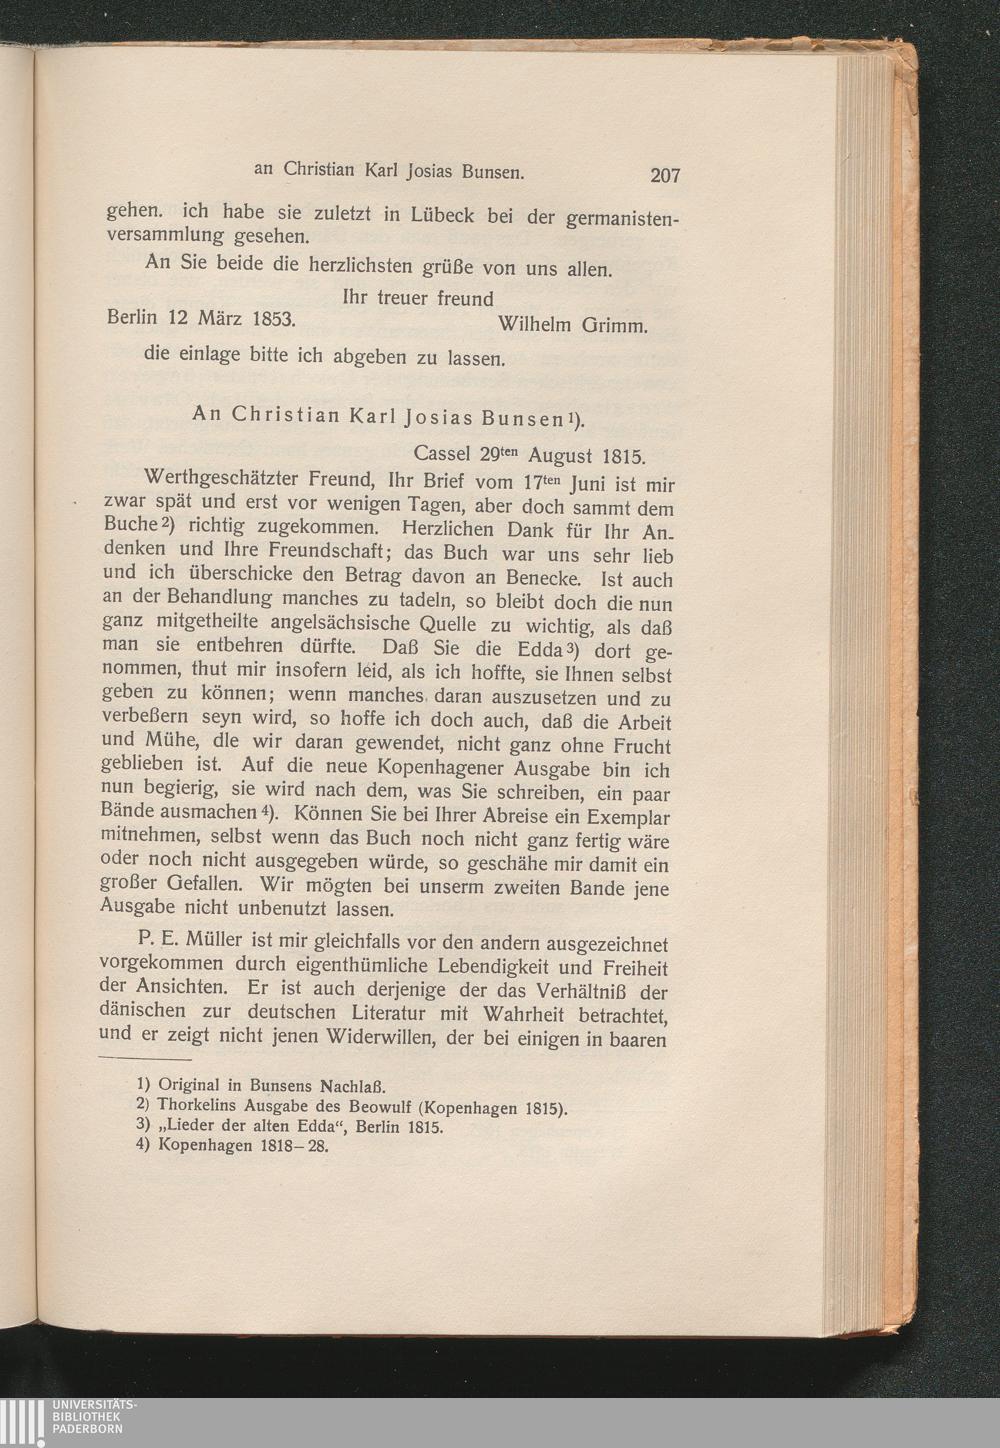 an Christian Karl Josias Bunsen. 207
gehen. ich habe sie zuletzt in Lübeck bei der germanisten-
versammlung gesehen.
An Sie beide die herzlichsten grüße von uns allen.
Ihr treuer freund
Berlin 12 März 1853. Wilhelm Grimm.
die einlage bitte ich abgeben zu lassen.
An Christian Karl Josias Bunsen 1).
Cassel 29ten August 1815.
Werthgeschätzter Freund, Ihr Brief vom 17ten Juni ist mir
zwar spät und erst vor wenigen Tagen, aber doch sammt dem
Buche 2) richtig zugekommen. Herzlichen Dank für Ihr An-
denken und Ihre Freundschaft; das Buch war uns sehr lieb
und ich überschicke den Betrag davon an Benecke. Ist auch
an der Behandlung manches zu tadeln, so bleibt doch die nun
ganz mitgetheilte angelsächsische Quelle zu wichtig, als daß
man sie entbehren dürfte. Daß Sie die Edda 3) dort ge-
nommen, thut mir insofern leid, als ich hoffte, sie Ihnen selbst
geben zu können; wenn manches daran auszusetzen und zu
verbeßern seyn wird, so hoffe ich doch auch, daß die Arbeit
und Mühe, dle wir daran gewendet, nicht ganz ohne Frucht
geblieben ist. Auf die neue Kopenhagener Ausgabe bin ich
nun begierig, sie wird nach dem, was Sie schreiben, ein paar
Bände ausmachen 4). Können Sie bei Ihrer Abreise ein Exemplar
mitnehmen, selbst wenn das Buch noch nicht ganz fertig wäre
oder noch nicht ausgegeben würde, so geschähe mir damit ein
großer Gefallen. Wir mögten bei unserm zweiten Bande jene
Ausgabe nicht unbenutzt lassen.
P. E. Müller ist mir gleichfalls vor den andern ausgezeichnet
vorgekommen durch eigenthümliche Lebendigkeit und Freiheit
der Ansichten. Er ist auch derjenige der das Verhältniß der
dänischen zur deutschen Literatur mit Wahrheit betrachtet,
und er zeigt nicht jenen Widerwillen, der bei einigen in baaren
1) Original in Bunsens Nachlaß.
2) Thorkelins Ausgabe des Beowulf (Kopenhagen 1815).
3) „Lieder der alten Edda“, Berlin 1815.
4) Kopenhagen 1818–28.
UNIVERSITÄTS-
BIBLIOTHEK
PADERBORN